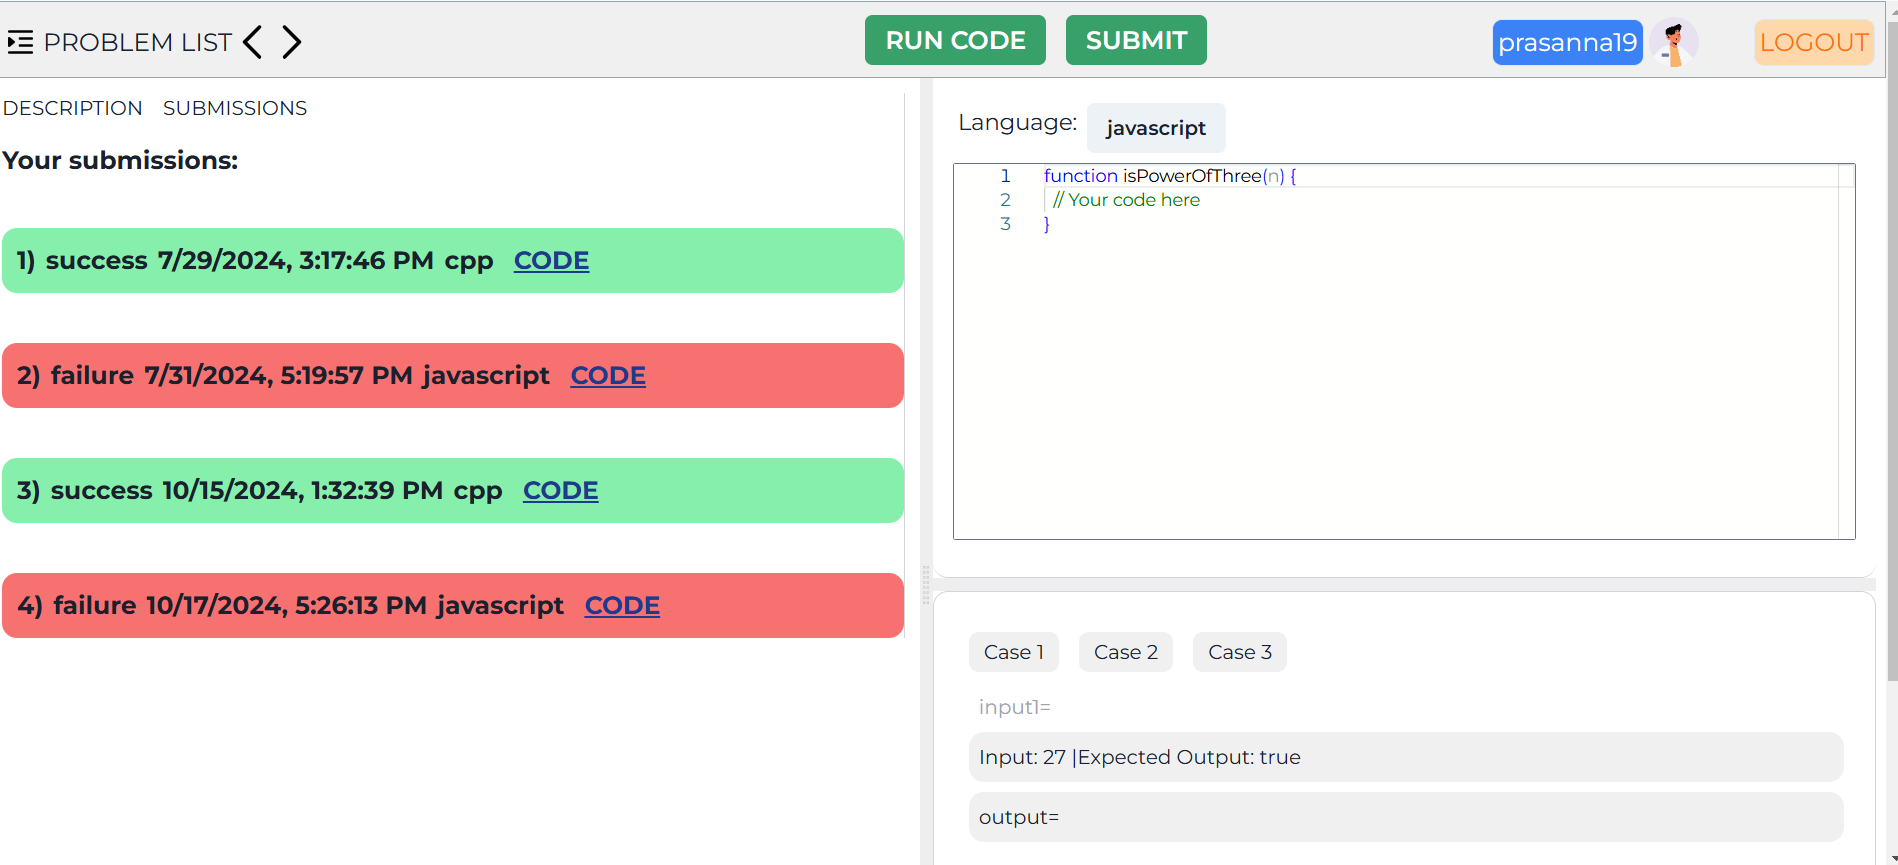 PROBLEM LIST
RUN CODE
SUBMIT
prasanna19
LOGOUT
DESCRIPTION SUBMISSIONS
Your submissions:
1) success 7/29/2024, 3:17:46 PM cpp CODE
2) failure 7/31/2024, 5:19:57 PM javascript CODE
3) success 10/15/2024, 1:32:39 PM cpp CODE
4) failure 10/17/2024, 5:26:13 PM javascript CODE
Language: javascript
1 function isPowerOfThree(n) {
2 // Your code here
3 }
Case 1 Case 2 Case 3
input1=
Input: 27 |Expected Output: true
output=